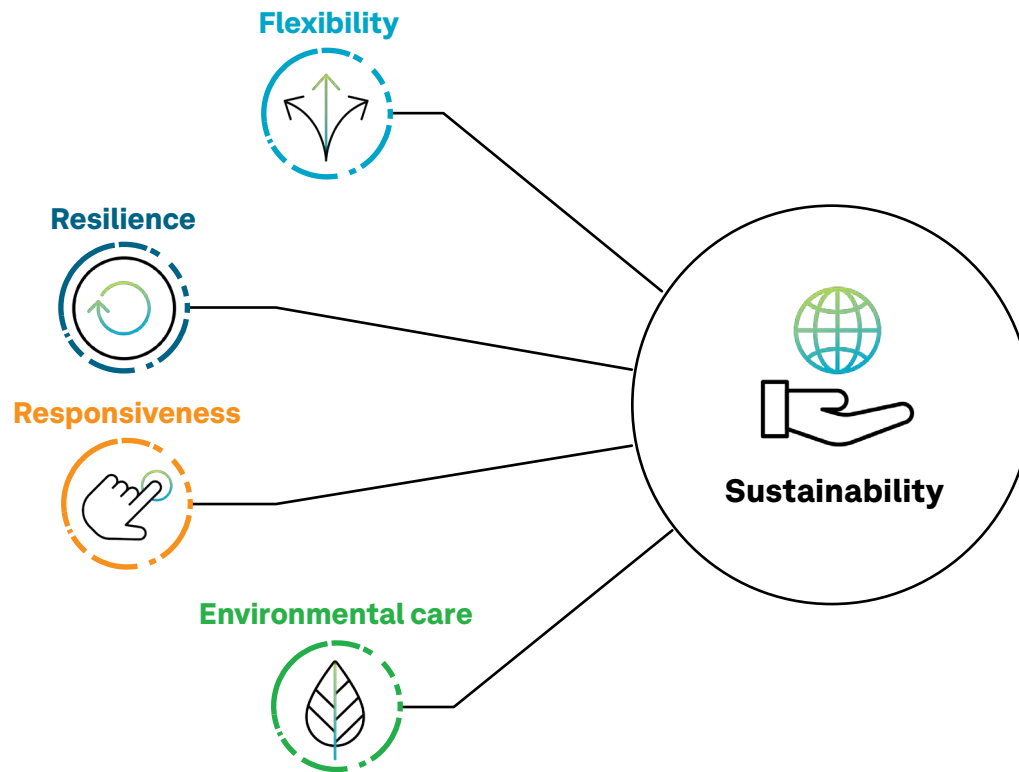 Flexibility
Resilience
Responsiveness
Sustainability
Environmental care